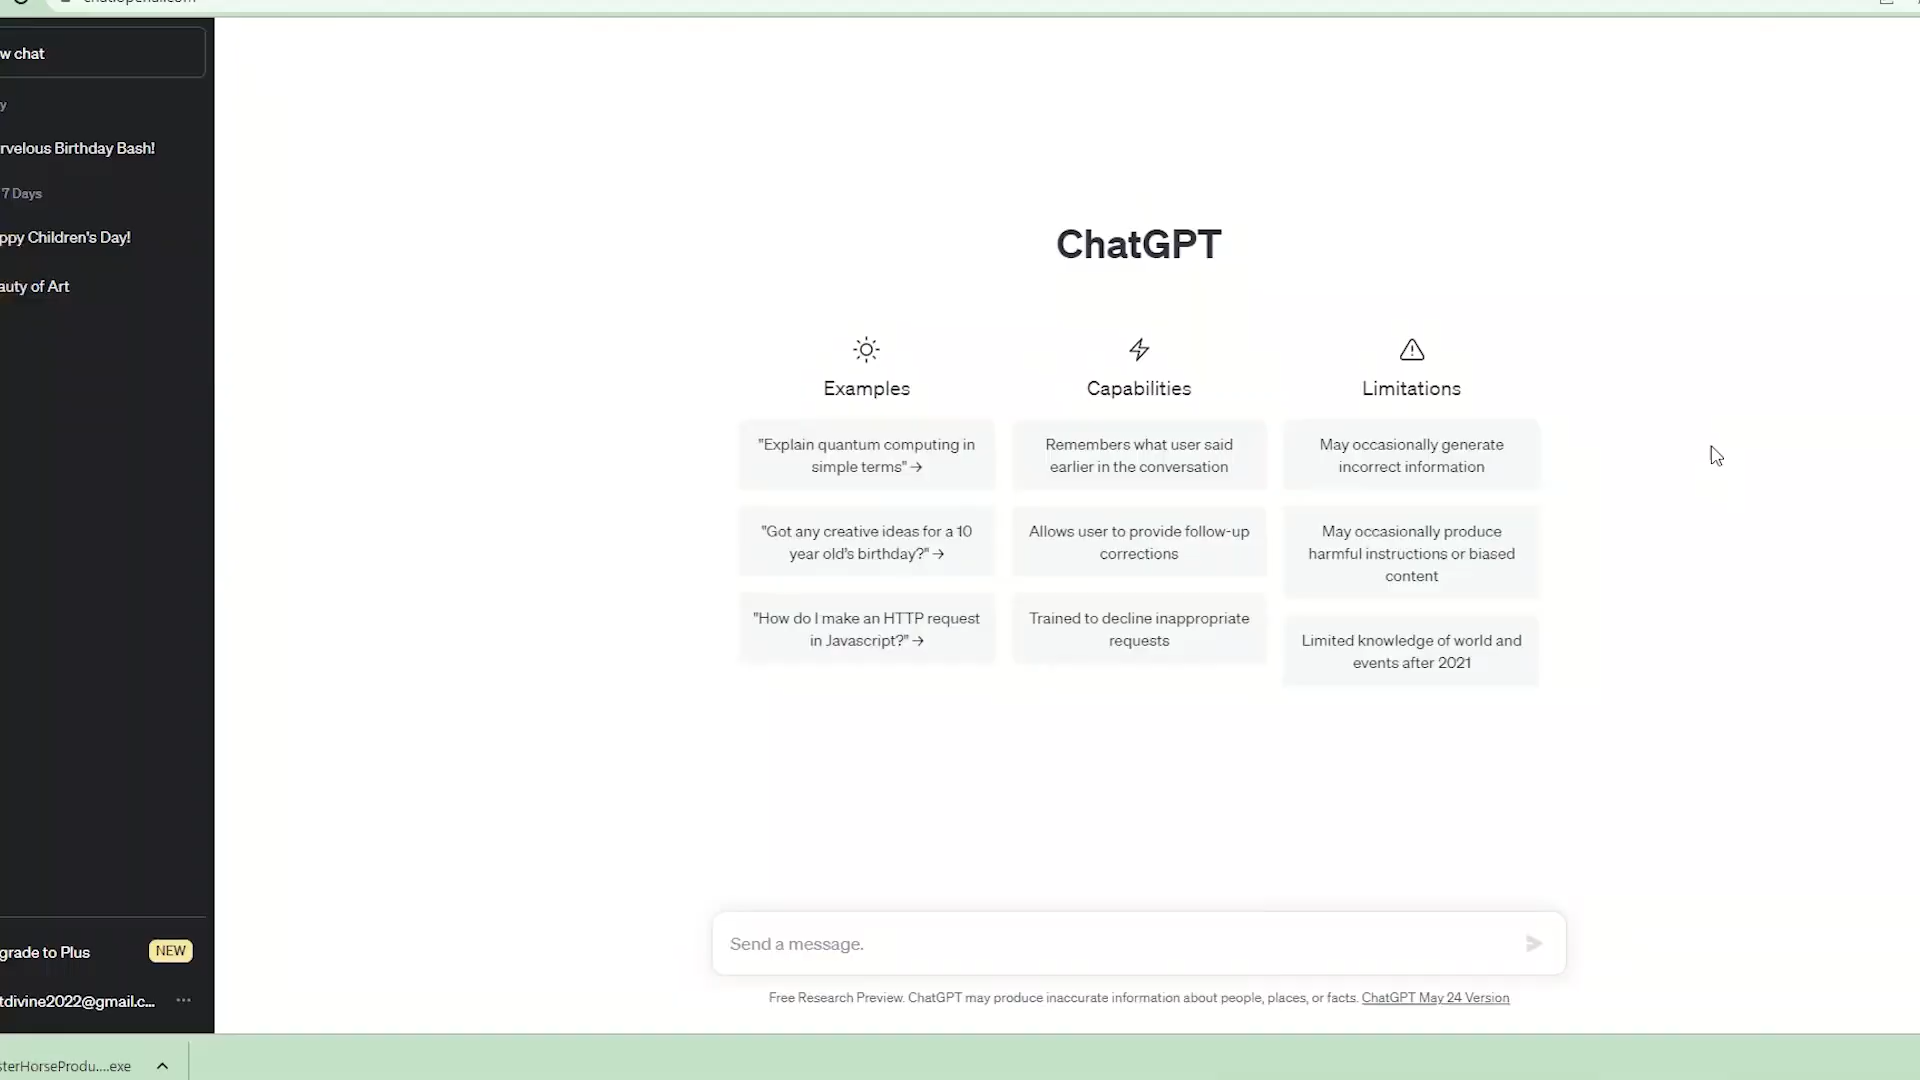 w chat
y
rvelous Birthday Bash!
7 Days
ppy Children's Day!
auty of Art
ChatGPT
Examples
Capabilities
Limitations
"Explain quantum computing in
simple terms" →
Remembers what user said
earlier in the conversation
May occasionally generate
incorrect information
"Got any creative ideas for a 10
year old's birthday?" →
Allows user to provide follow-up
corrections
May occasionally produce
harmful instructions or biased
content
"How do I make an HTTP request
in Javascript?" →
Trained to decline inappropriate
requests
Limited knowledge of world and
events after 2021
grade to Plus
NEW
tdivine2022@gmail.c...
Send a message.
Free Research Preview. ChatGPT may produce inaccurate information about people, places, or facts. ChatGPT May 24 Version
sterHorseProdu....exe